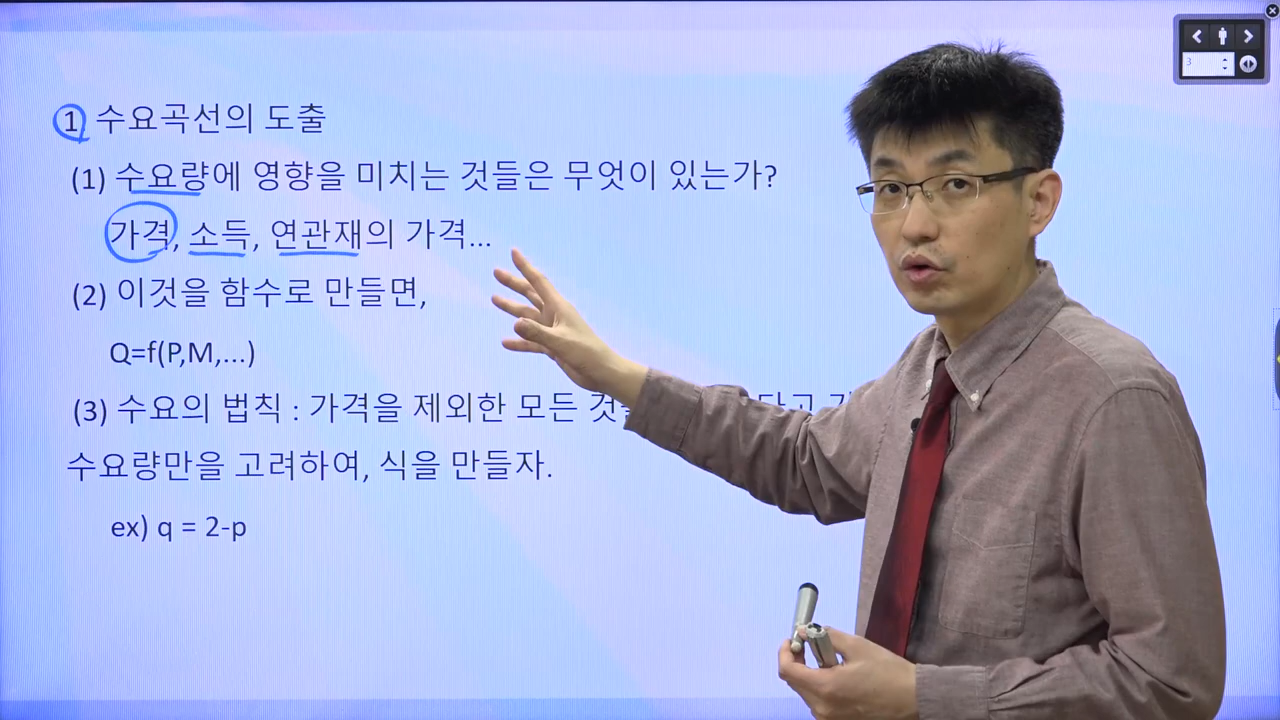 1 수요곡선의 도출
(1) 수요량에 영향을 미치는 것들은 무엇이 있는가?
가격, 소득, 연관재의 가격...
(2) 이것을 함수로 만들면,
Q=f(P,M,...)
(3) 수요의 법칙 : 가격을 제외한 모든
수요량만을 고려하여, 식을 만들자.
ex) q = 2-p
3